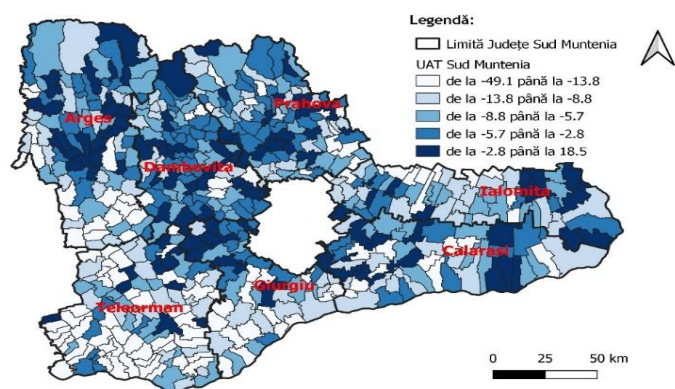 Legendă:
Limită Județe Sud Muntenia
UAT Sud Muntenia
de la -49.1 până la -13.8
de la -13.8 până la -8.8
de la -8.8 până la -5.7
de la -5.7 până la -2.8
de la -2.8 până la 18.5
Prahova
Arges
Dambovita
Ialomita
Calarasi
Giurgiu
Teleorman
0 25 50 km